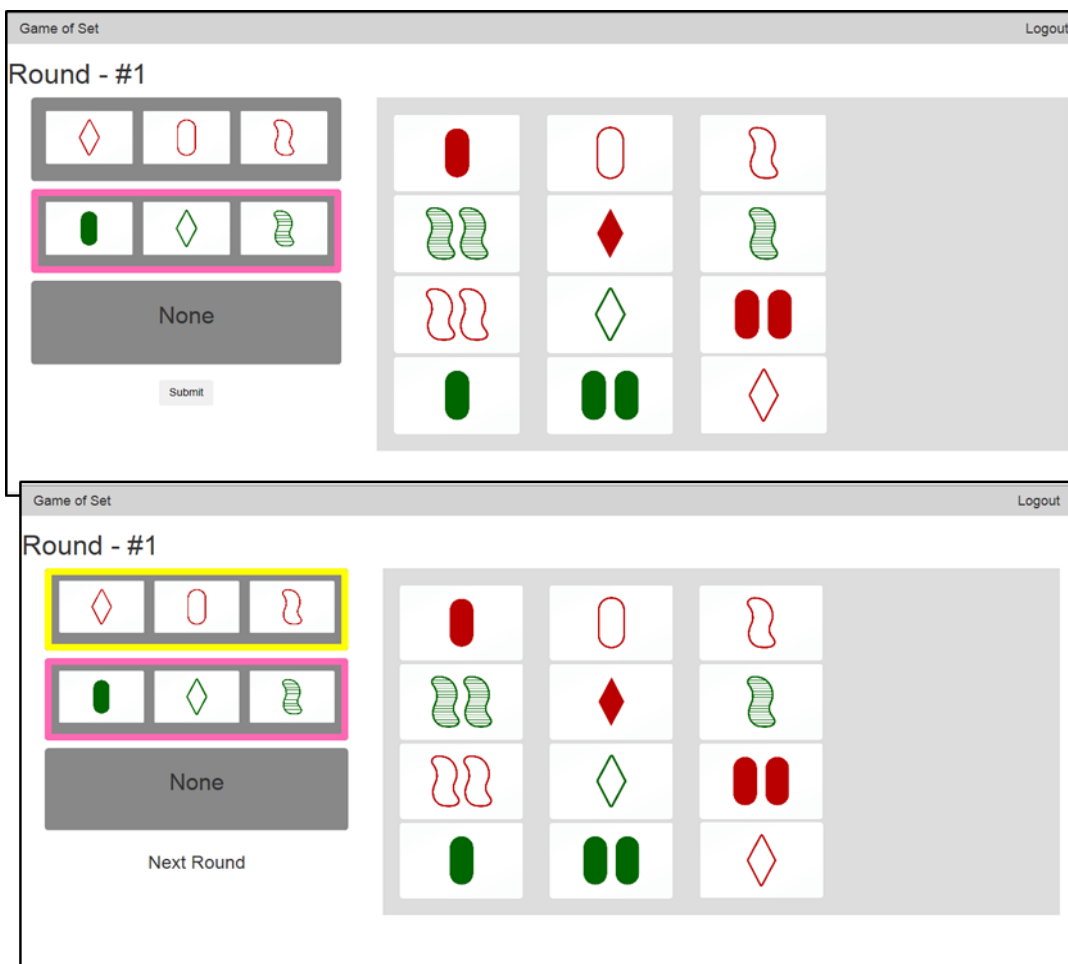 Game of Set Logout
Round - #1
None
Submit
Game of Set Logout
Round - #1
None
Next Round